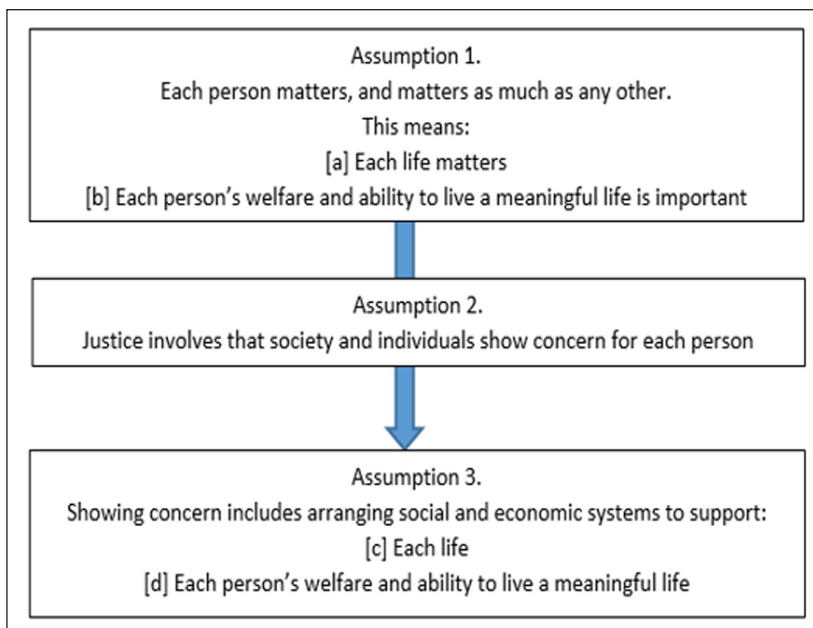 Assumption 1.
Each person matters, and matters as much as any other.
This means:
[a] Each life matters
[b] Each person’s welfare and ability to live a meaningful life is important
Assumption 2.
Justice involves that society and individuals show concern for each person
Assumption 3.
Showing concern includes arranging social and economic systems to support:
[c] Each life
[d] Each person’s welfare and ability to live a meaningful life